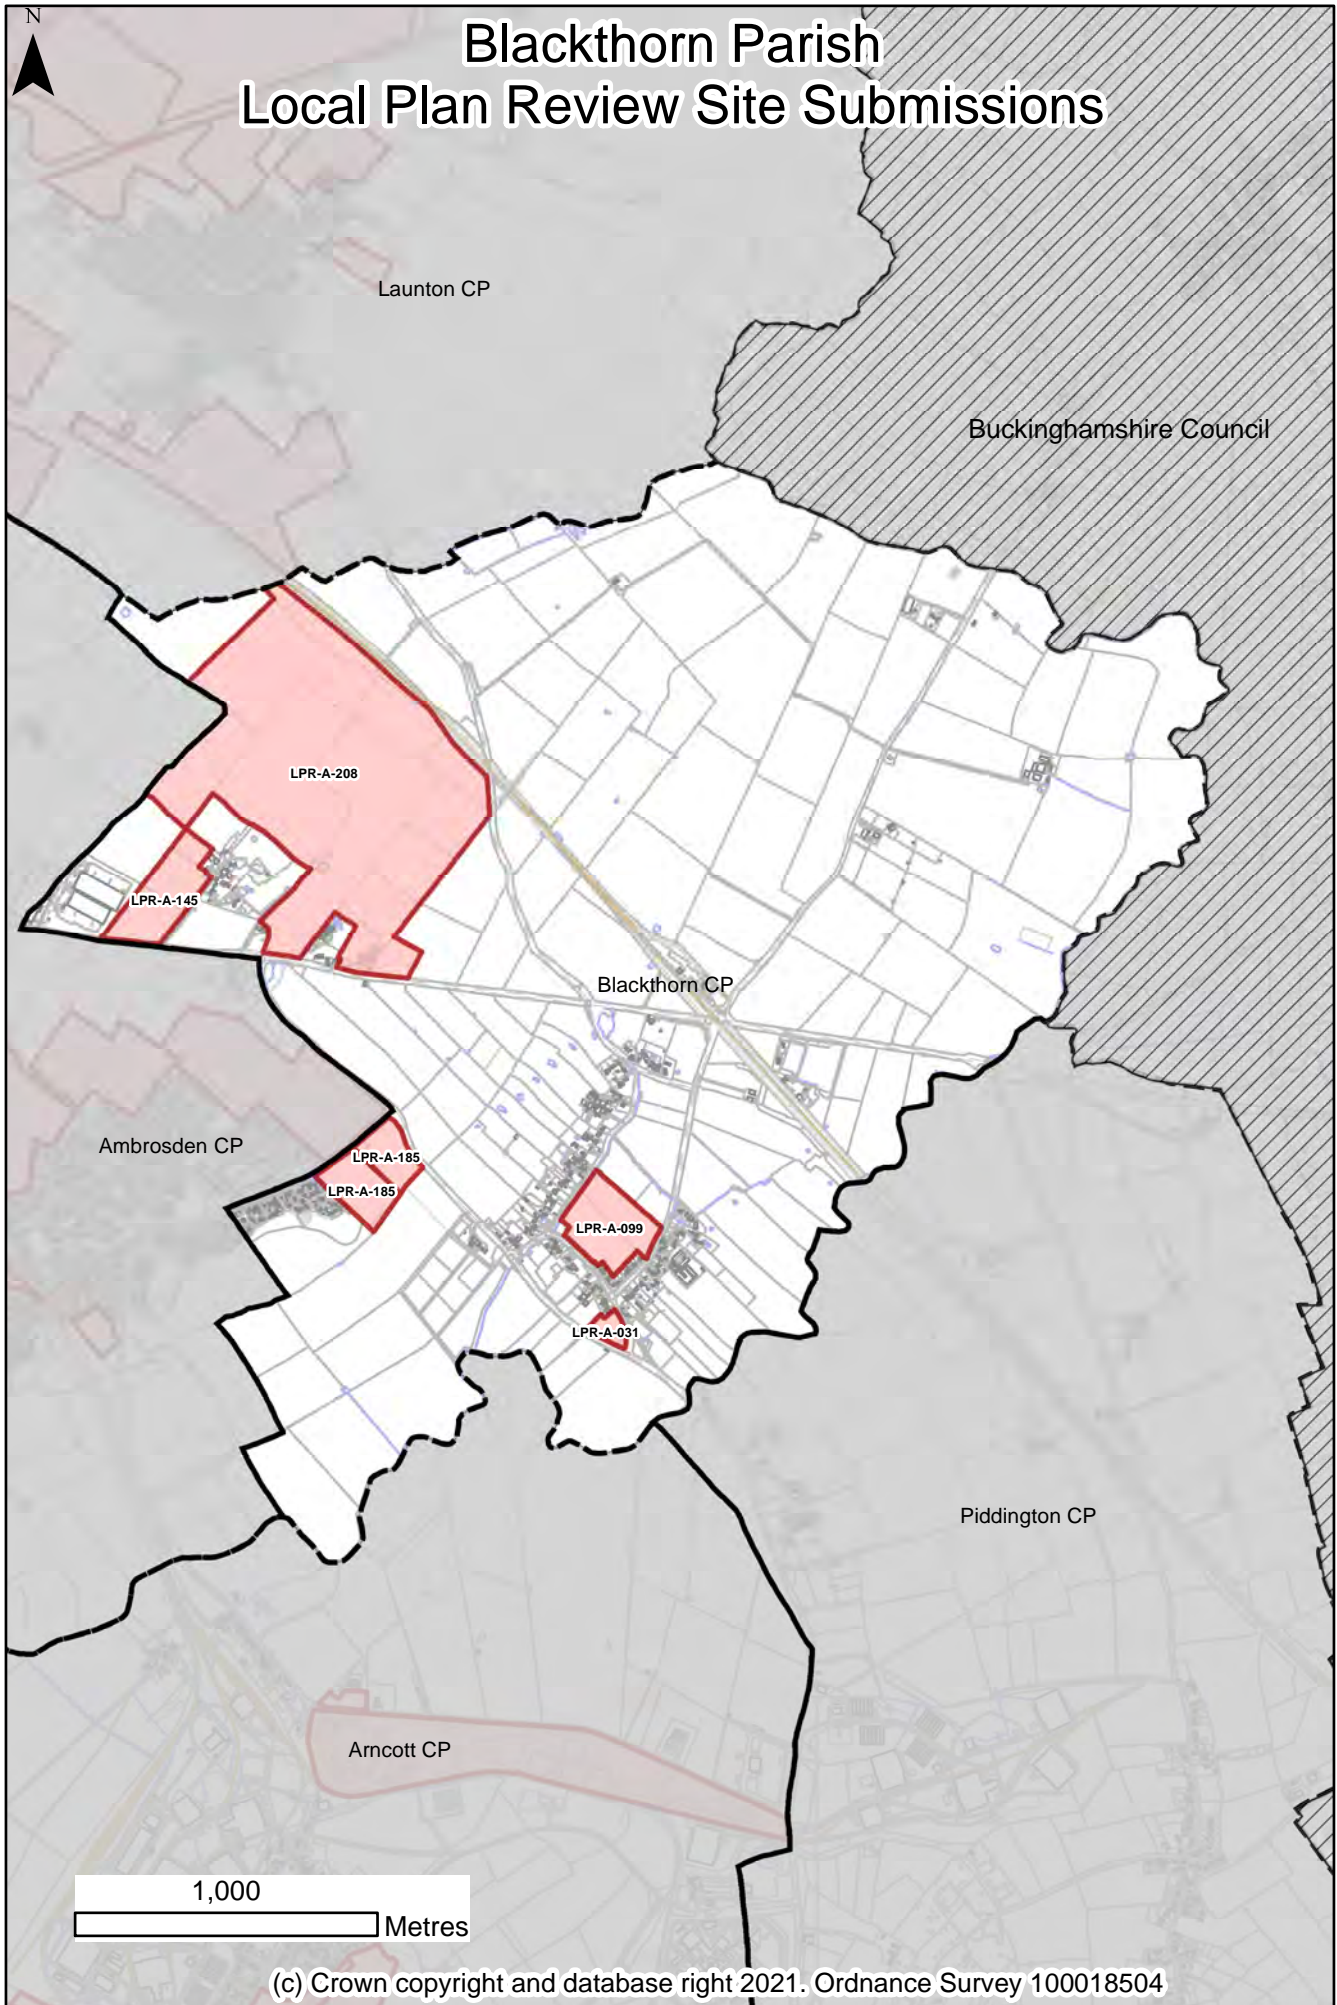 N
Blackthorn Parish
Local Plan Review Site Submissions
Launton CP
Buckinghamshire Council
LPR-A-208
LPR-A-145
Blackthorn CP
Ambrosden CP
LPR-A-185
LPR-A-185
LPR-A-099
LPR-A-031
Piddington CP
Arncott CP
1,000
Metres
(c) Crown copyright and database right 2021. Ordnance Survey 100018504